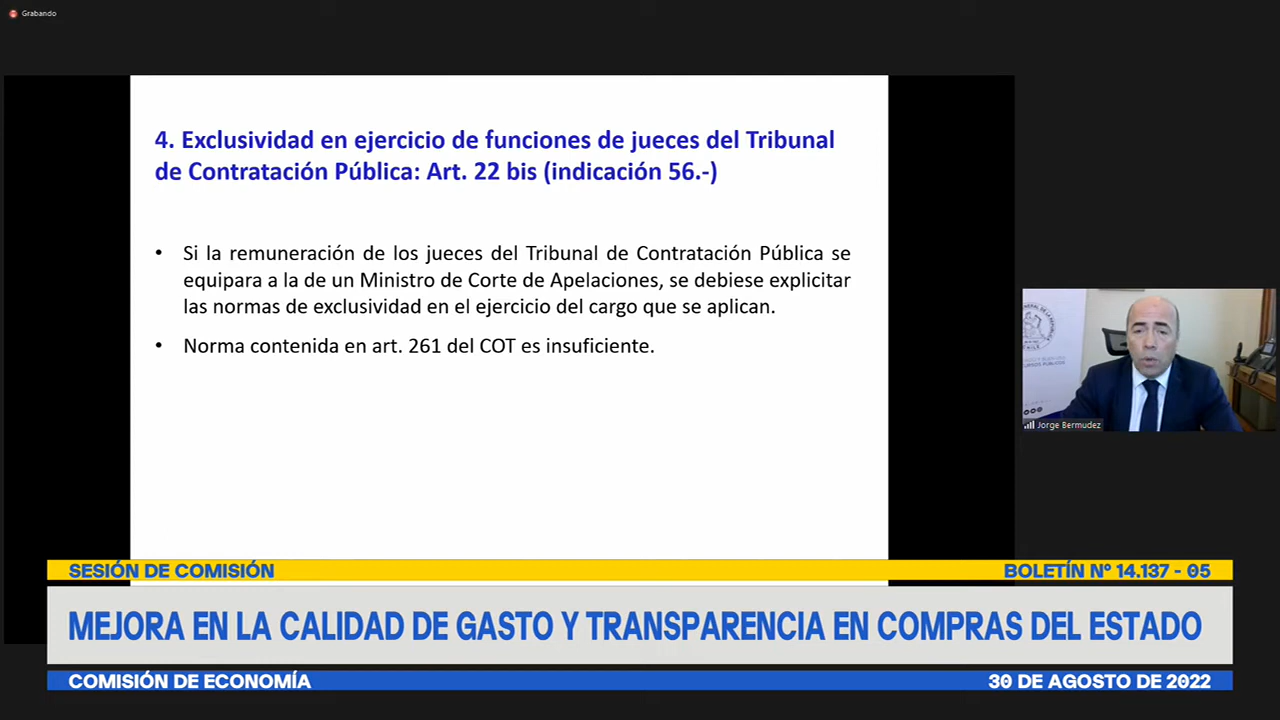 Grabando
4. Exclusividad en ejercicio de funciones de jueces del Tribunal
de Contratación Pública: Art. 22 bis (indicación 56.-)
• Si la remuneración de los jueces del Tribunal de Contratación Pública se
equipara a la de un Ministro de Corte de Apelaciones, se debiese explicitar
las normas de exclusividad en el ejercicio del cargo que se aplican.
• Norma contenida en art. 261 del COT es insuficiente.
Jorge Bermudez
SESIÓN DE COMISIÓN
BOLETÍN Nº 14.137 - 05
MEJORA EN LA CALIDAD DE GASTO Y TRANSPARENCIA EN COMPRAS DEL ESTADO
COMISIÓN DE ECONOMÍA
30 DE AGOSTO DE 2022